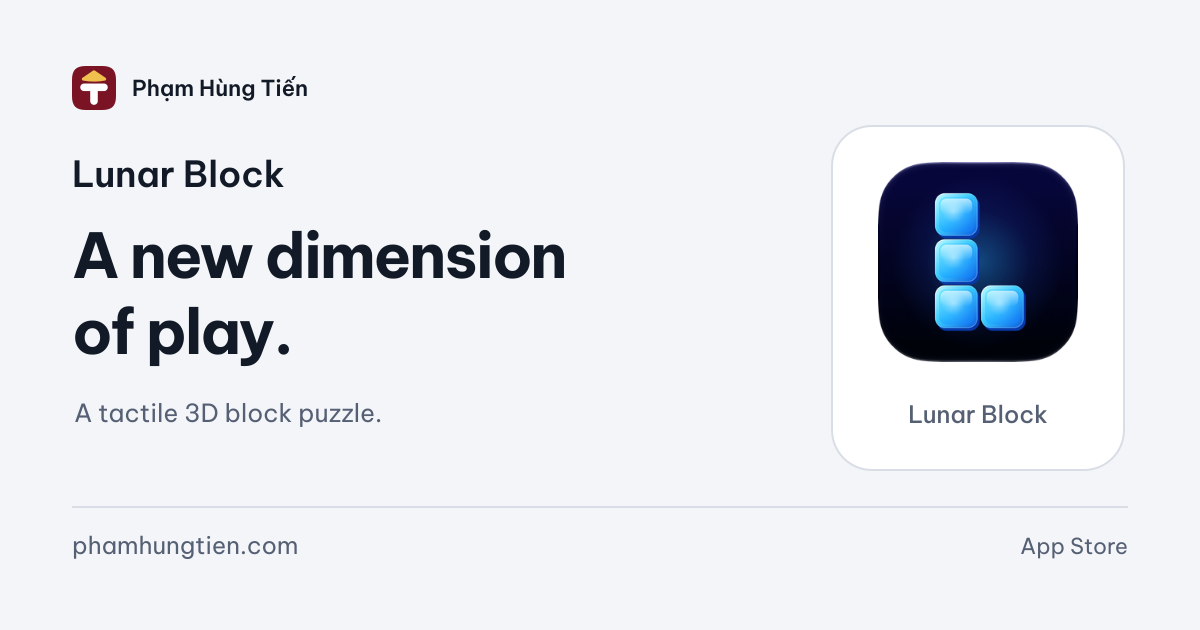 Phạm Hùng Tiến
Lunar Block
A new dimension
of play.
A tactile 3D block puzzle.
Lunar Block
phamhungtien.com
App Store